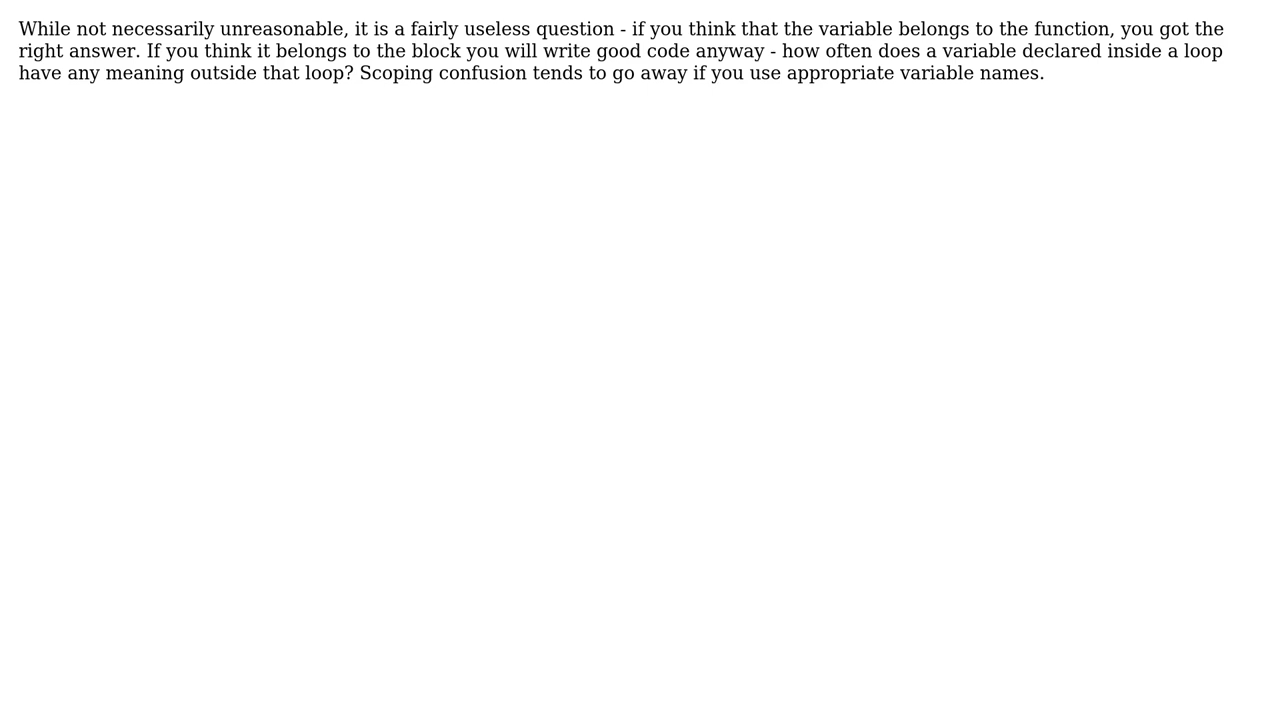 While not necessarily unreasonable, it is a fairly useless question - if you think that the variable belongs to the function, you got the
right answer. If you think it belongs to the block you will write good code anyway - how often does a variable declared inside a loop
have any meaning outside that loop? Scoping confusion tends to go away if you use appropriate variable names.